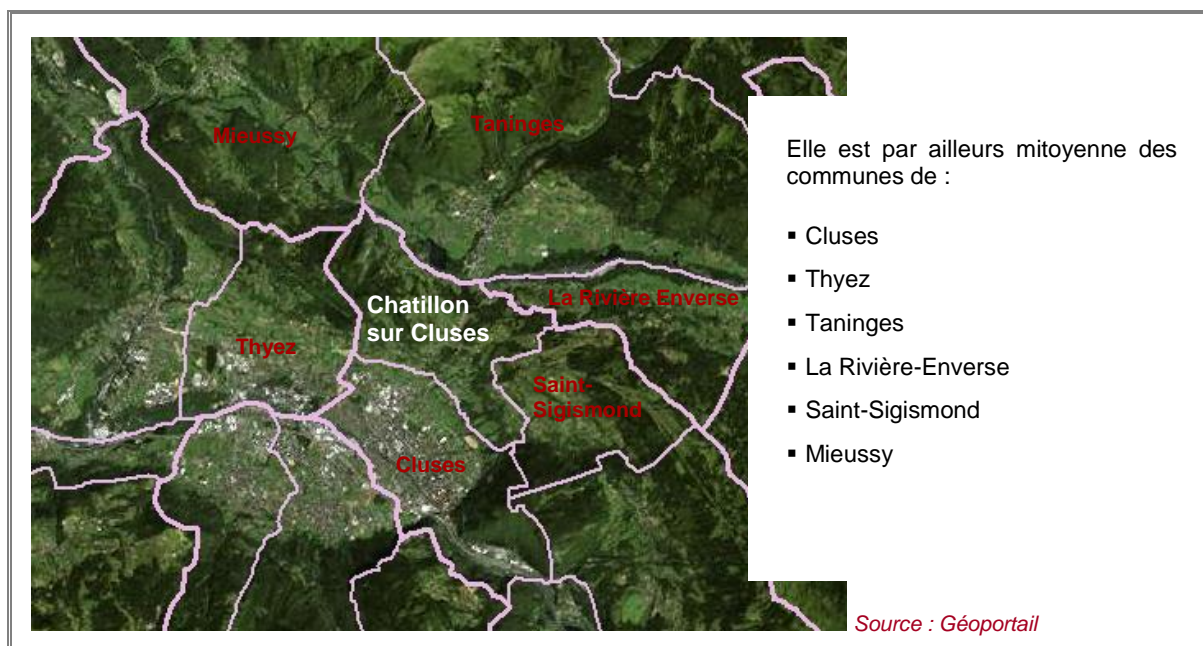 Mieussy
Taninges
La Rivière Enverse
Chatillon
sur Cluses
Thyez
Saint-
Sigismond
Cluses
Elle est par ailleurs mitoyenne des
communes de :
▪ Cluses
▪ Thyez
▪ Taninges
▪ La Rivière-Enverse
▪ Saint-Sigismond
▪ Mieussy
Source : Géoportail